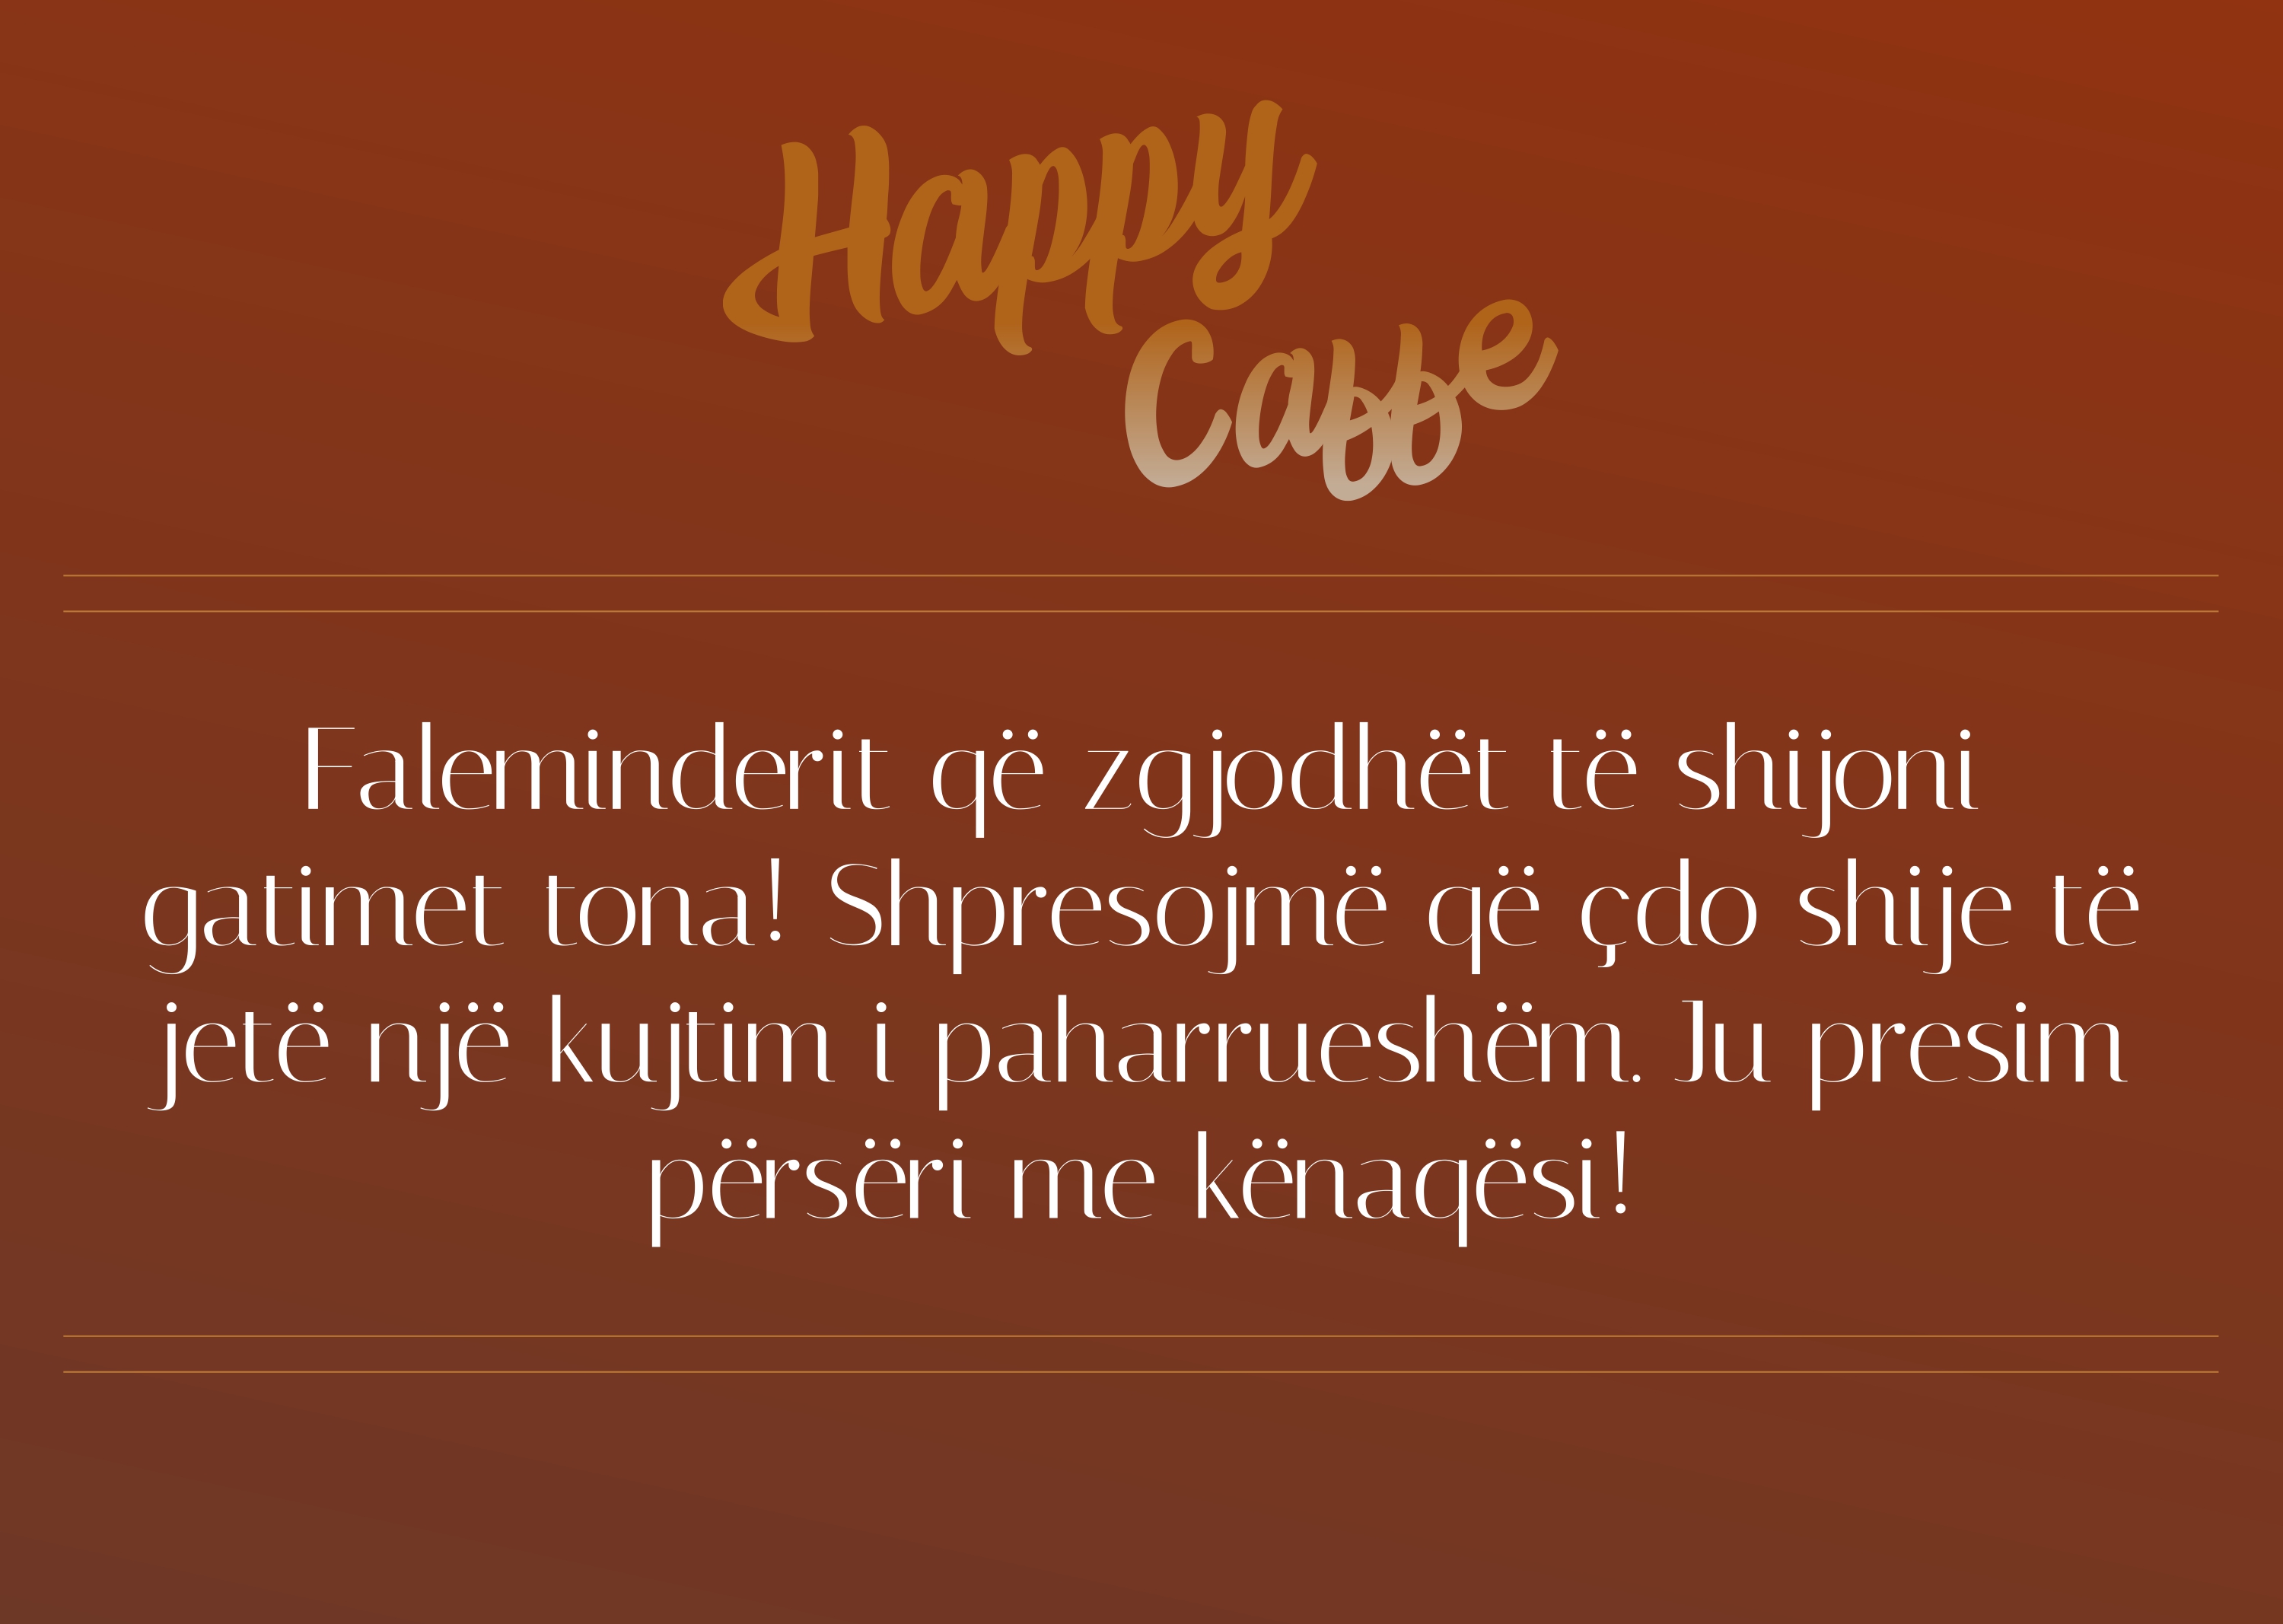 Happy
Caffe
Faleminderit që zgjodhët të shijoni
gatimet tona! Shpresojmë që çdo shije të
jetë një kujtim i paharrueshëm. Ju presim
përsëri me kënaqësi!